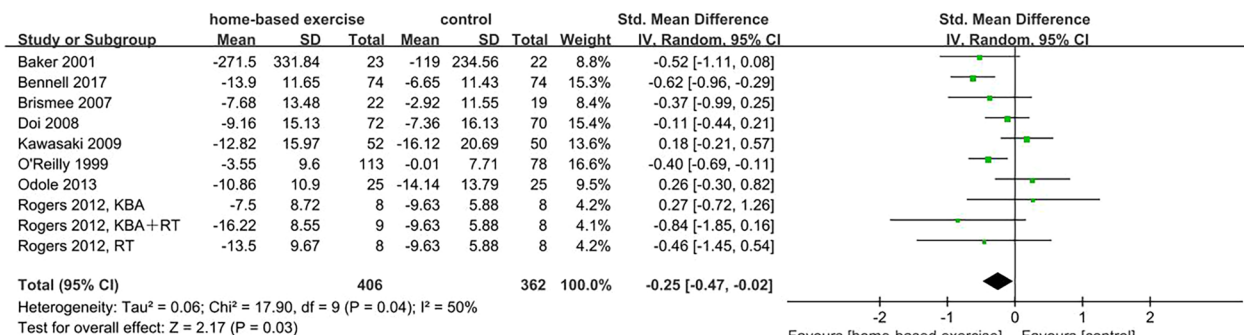 home-based exercise control Std. Mean Difference Std. Mean Difference
Study or Subgroup Mean SD Total Mean SD Total Weight IV, Random, 95% CI IV, Random, 95% CI
Baker 2001 -271.5 331.84 23 -119 234.56 22 8.8% -0.52 [-1.11, 0.08]
Bennell 2017 -13.9 11.65 74 -6.65 11.43 74 15.3% -0.62 [-0.96, -0.29]
Brismee 2007 -7.68 13.48 22 -2.92 11.55 19 8.4% -0.37 [-0.99, 0.25]
Doi 2008 -9.16 15.13 72 -7.36 16.13 70 15.4% -0.11 [-0.44, 0.21]
Kawasaki 2009 -12.82 15.97 52 -16.12 20.69 50 13.6% 0.18 [-0.21, 0.57]
O'Reilly 1999 -3.55 9.6 113 -0.01 7.71 78 16.6% -0.40 [-0.69, -0.11]
Odole 2013 -10.86 10.9 25 -14.14 13.79 25 9.5% 0.26 [-0.30, 0.82]
Rogers 2012, KBA -7.5 8.72 8 -9.63 5.88 8 4.2% 0.27 [-0.72, 1.26]
Rogers 2012, KBA+RT -16.22 8.55 9 -9.63 5.88 8 4.1% -0.84 [-1.85, 0.16]
Rogers 2012, RT -13.5 9.67 8 -9.63 5.88 8 4.2% -0.46 [-1.45, 0.54]
Total (95% CI) 406 362 100.0% -0.25 [-0.47, -0.02]
Heterogeneity: Tau² = 0.06; Chi² = 17.90, df = 9 (P = 0.04); I² = 50%
Test for overall effect: Z = 2.17 (P = 0.03)
-2 -1 0 1 2
Favours [home-based exercise] Favours [control]